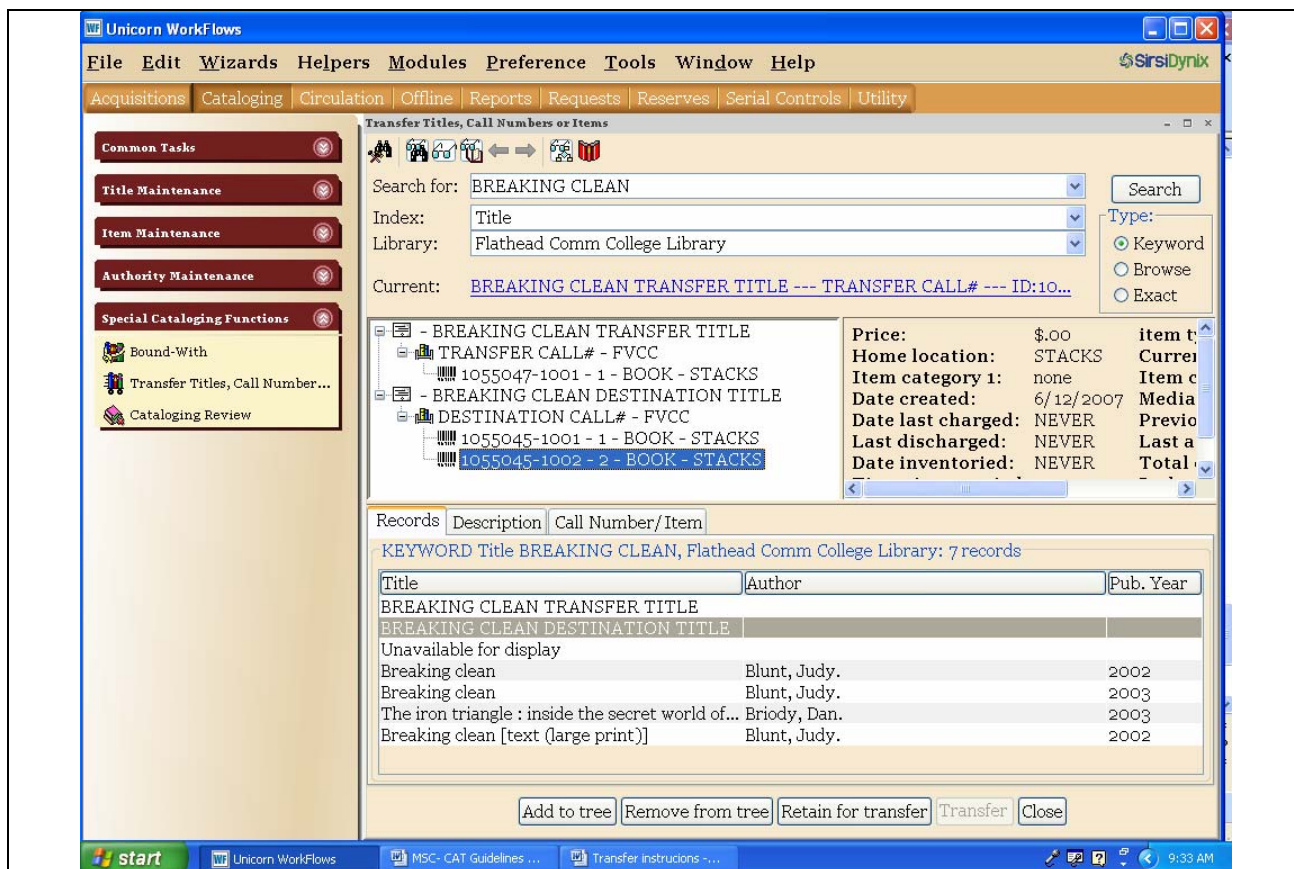 Unicorn WorkFlows
File Edit Wizards Helpers Modules Preference Tools Window Help
SirsiDynix
Acquisitions Cataloging Circulation Offline Reports Requests Reserves Serial Controls Utility
Common Tasks
Title Maintenance
Item Maintenance
Authority Maintenance
Special Cataloging Functions
Bound-With
Transfer Titles, Call Number...
Cataloging Review
Transfer Titles, Call Numbers or Items
Search for: BREAKING CLEAN Search
Index: Title
Library: Flathead Comm College Library
Type:
Keyword
Browse
Exact
Current: BREAKING CLEAN TRANSFER TITLE --- TRANSFER CALL# --- ID:10...
- BREAKING CLEAN TRANSFER TITLE
TRANSFER CALL# - FVCC
1055047-1001 - 1 - BOOK - STACKS
- BREAKING CLEAN DESTINATION TITLE
DESTINATION CALL# - FVCC
1055045-1001 - 1 - BOOK - STACKS
1055045-1002 - 2 - BOOK - STACKS
Price: $.00 item t
Home location: STACKS Curre
Item category 1: none Item c
Date created: 6/12/2007 Media
Date last charged: NEVER Previo
Last discharged: NEVER Last a
Date inventoried: NEVER Total
Records Description Call Number/Item
KEYWORD Title BREAKING CLEAN, Flathead Comm College Library: 7 records
Title Author Pub. Year
BREAKING CLEAN TRANSFER TITLE
BREAKING CLEAN DESTINATION TITLE
Unavailable for display
Breaking clean Blunt, Judy. 2002
Breaking clean Blunt, Judy. 2003
The iron triangle : inside the secret world of... Briody, Dan. 2003
Breaking clean [text (large print)] Blunt, Judy. 2002
Add to tree Remove from tree Retain for transfer Transfer Close
start Unicorn WorkFlows MSC- CAT Guidelines ... Transfer instrucions -... 9:33 AM